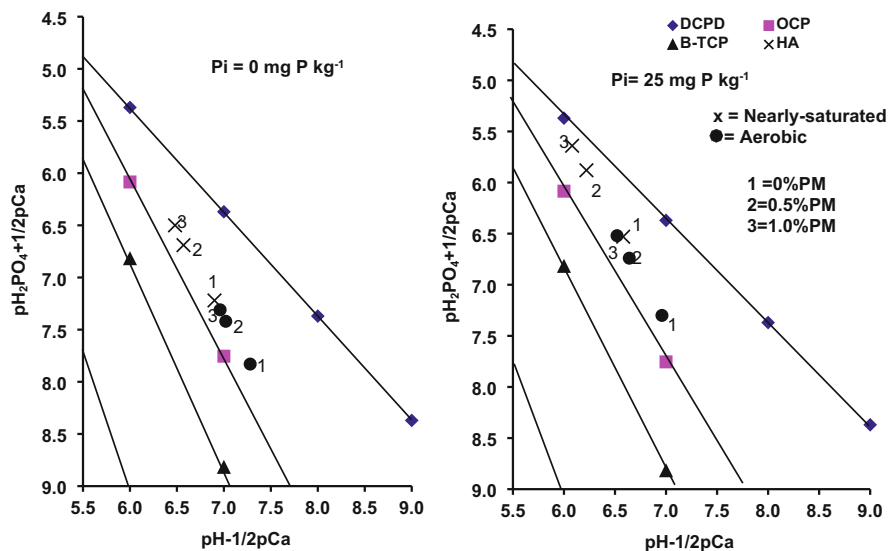 Pi = 0 mg P kg⁻¹
pH₂PO₄+1/2pCa
4.5
5.0
5.5
6.0
6.5
7.0
7.5
8.0
8.5
9.0
3
2
1
3
2
1
5.5 6.0 6.5 7.0 7.5 8.0 8.5 9.0
pH-1/2pCa
DCPD OCP
B-TCP HA
Pi= 25 mg P kg⁻¹
x = Nearly-saturated
= Aerobic
1 =0%PM
2=0.5%PM
3=1.0%PM
pH₂PO₄+1/2pCa
4.5
5.0
5.5
6.0
6.5
7.0
7.5
8.0
8.5
9.0
3
2
1
3
2
1
5.5 6.0 6.5 7.0 7.5 8.0 8.5 9.0
pH-1/2pCa